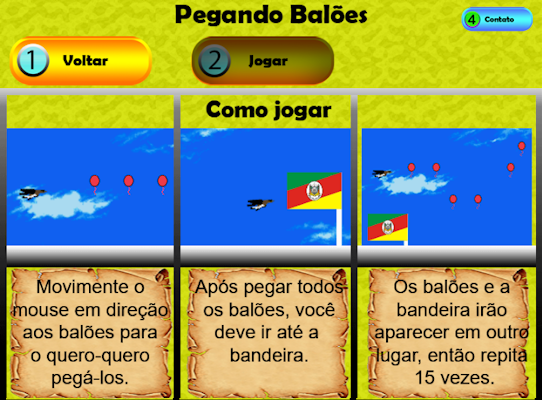 Pegando Balões
4 Contato
1 Voltar
2 Jogar
Como jogar
Movimente o
mouse em direção
aos balões para
o quero-quero
pegá-los.
Após pegar todos
os balões, você
deve ir até a
bandeira.
Os balões e a
bandeira irão
aparecer em outro
lugar, então repita
15 vezes.